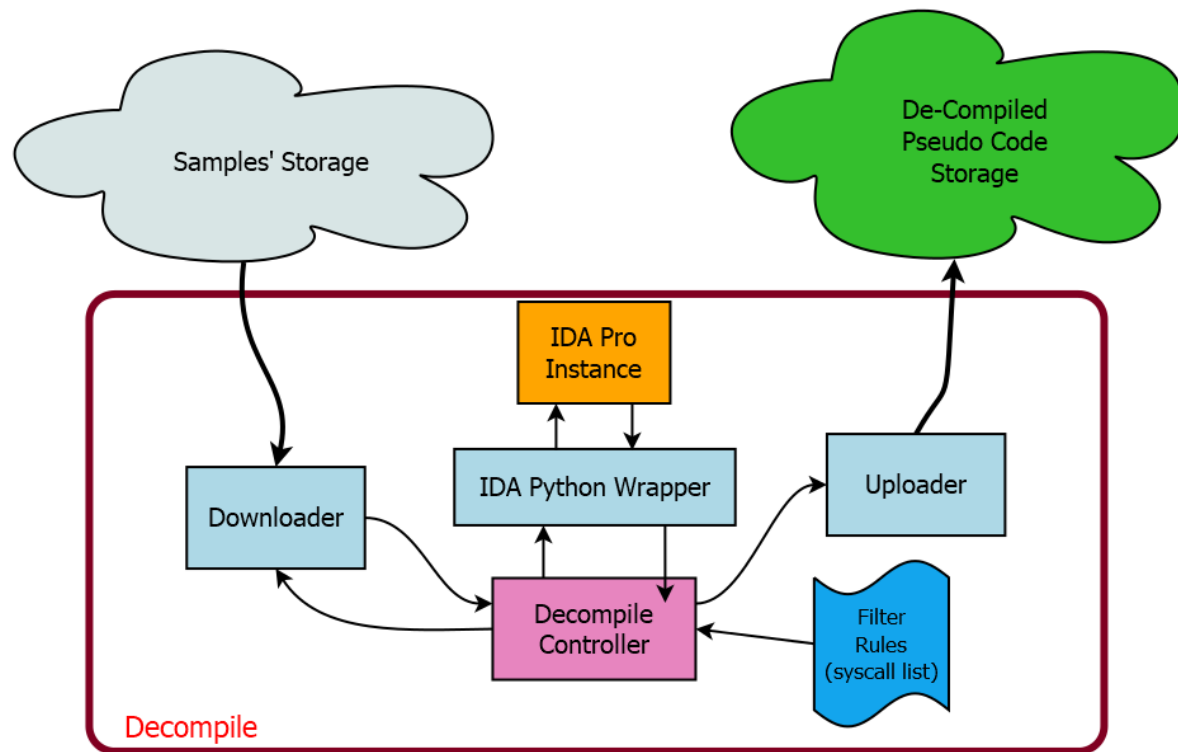 Samples' Storage
De-Compiled
Pseudo Code
Storage
IDA Pro
Instance
IDA Python Wrapper
Downloader
Uploader
Decompile
Controller
Filter
Rules
(syscall list)
Decompile